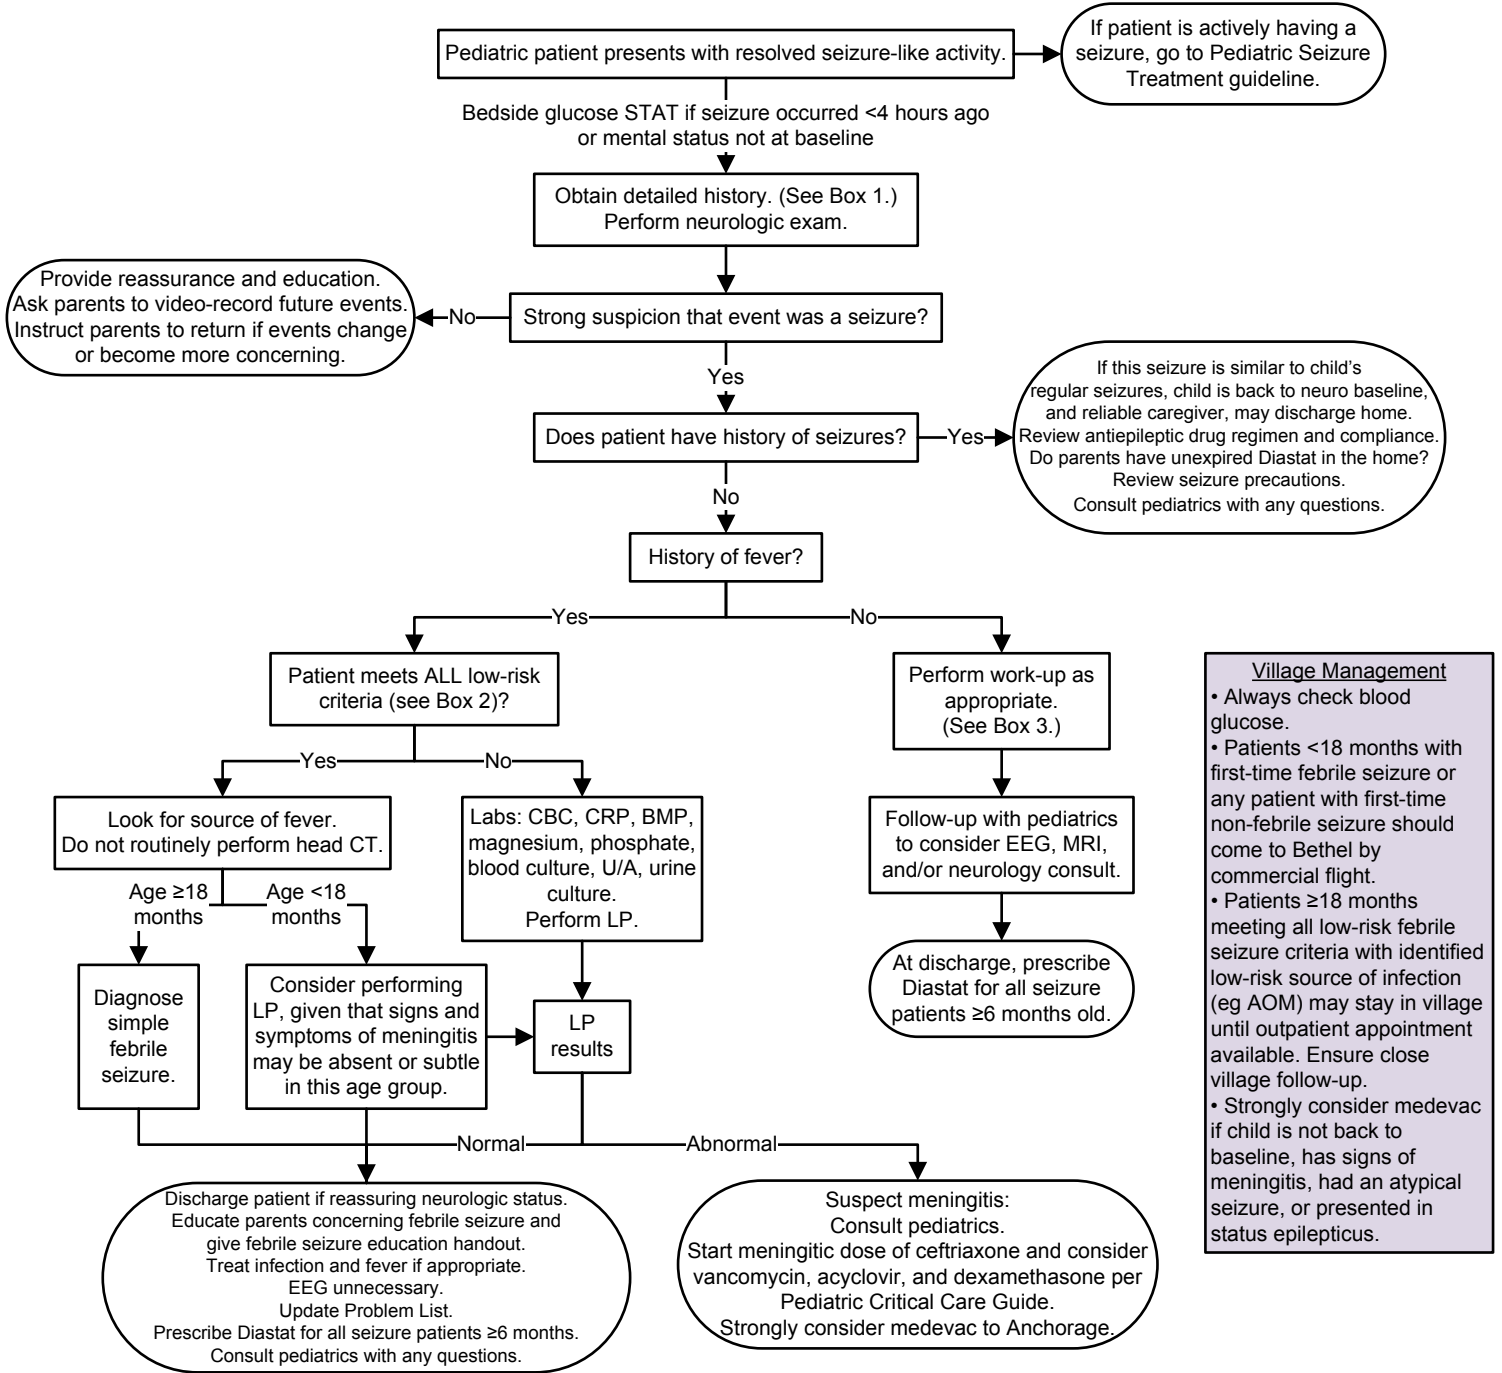 Pediatric patient presents with resolved seizure-like activity.
If patient is actively having a
seizure, go to Pediatric Seizure
Treatment guideline.
Bedside glucose STAT if seizure occurred <4 hours ago
or mental status not at baseline
Obtain detailed history. (See Box 1.)
Perform neurologic exam.
Strong suspicion that event was a seizure?
No
Provide reassurance and education.
Ask parents to video-record future events.
Instruct parents to return if events change
or become more concerning.
Yes
Does patient have history of seizures?
Yes
If this seizure is similar to child's
regular seizures, child is back to neuro baseline,
and reliable caregiver, may discharge home.
Review antiepileptic drug regimen and compliance.
Do parents have unexpired Diastat in the home?
Review seizure precautions.
Consult pediatrics with any questions.
No
History of fever?
Yes
No
Patient meets ALL low-risk
criteria (see Box 2)?
Perform work-up as
appropriate.
(See Box 3.)
Yes
No
Look for source of fever.
Do not routinely perform head CT.
Labs: CBC, CRP, BMP,
magnesium, phosphate,
blood culture, U/A, urine
culture.
Perform LP.
Follow-up with pediatrics
to consider EEG, MRI,
and/or neurology consult.
Age ≥18
months
Age <18
months
Diagnose
simple
febrile
seizure.
Consider performing
LP, given that signs and
symptoms of meningitis
may be absent or subtle
in this age group.
LP
results
At discharge, prescribe
Diastat for all seizure
patients ≥6 months old.
Normal
Abnormal
Discharge patient if reassuring neurologic status.
Educate parents concerning febrile seizure and
give febrile seizure education handout.
Treat infection and fever if appropriate.
EEG unnecessary.
Update Problem List.
Prescribe Diastat for all seizure patients ≥6 months.
Consult pediatrics with any questions.
Suspect meningitis:
Consult pediatrics.
Start meningitic dose of ceftriaxone and consider
vancomycin, acyclovir, and dexamethasone per
Pediatric Critical Care Guide.
Strongly consider medevac to Anchorage.
Village Management
• Always check blood
glucose.
• Patients <18 months with
first-time febrile seizure or
any patient with first-time
non-febrile seizure should
come to Bethel by
commercial flight.
• Patients ≥18 months
meeting all low-risk febrile
seizure criteria with identified
low-risk source of infection
(eg AOM) may stay in village
until outpatient appointment
available. Ensure close
village follow-up.
• Strongly consider medevac
if child is not back to
baseline, has signs of
meningitis, had an atypical
seizure, or presented in
status epilepticus.